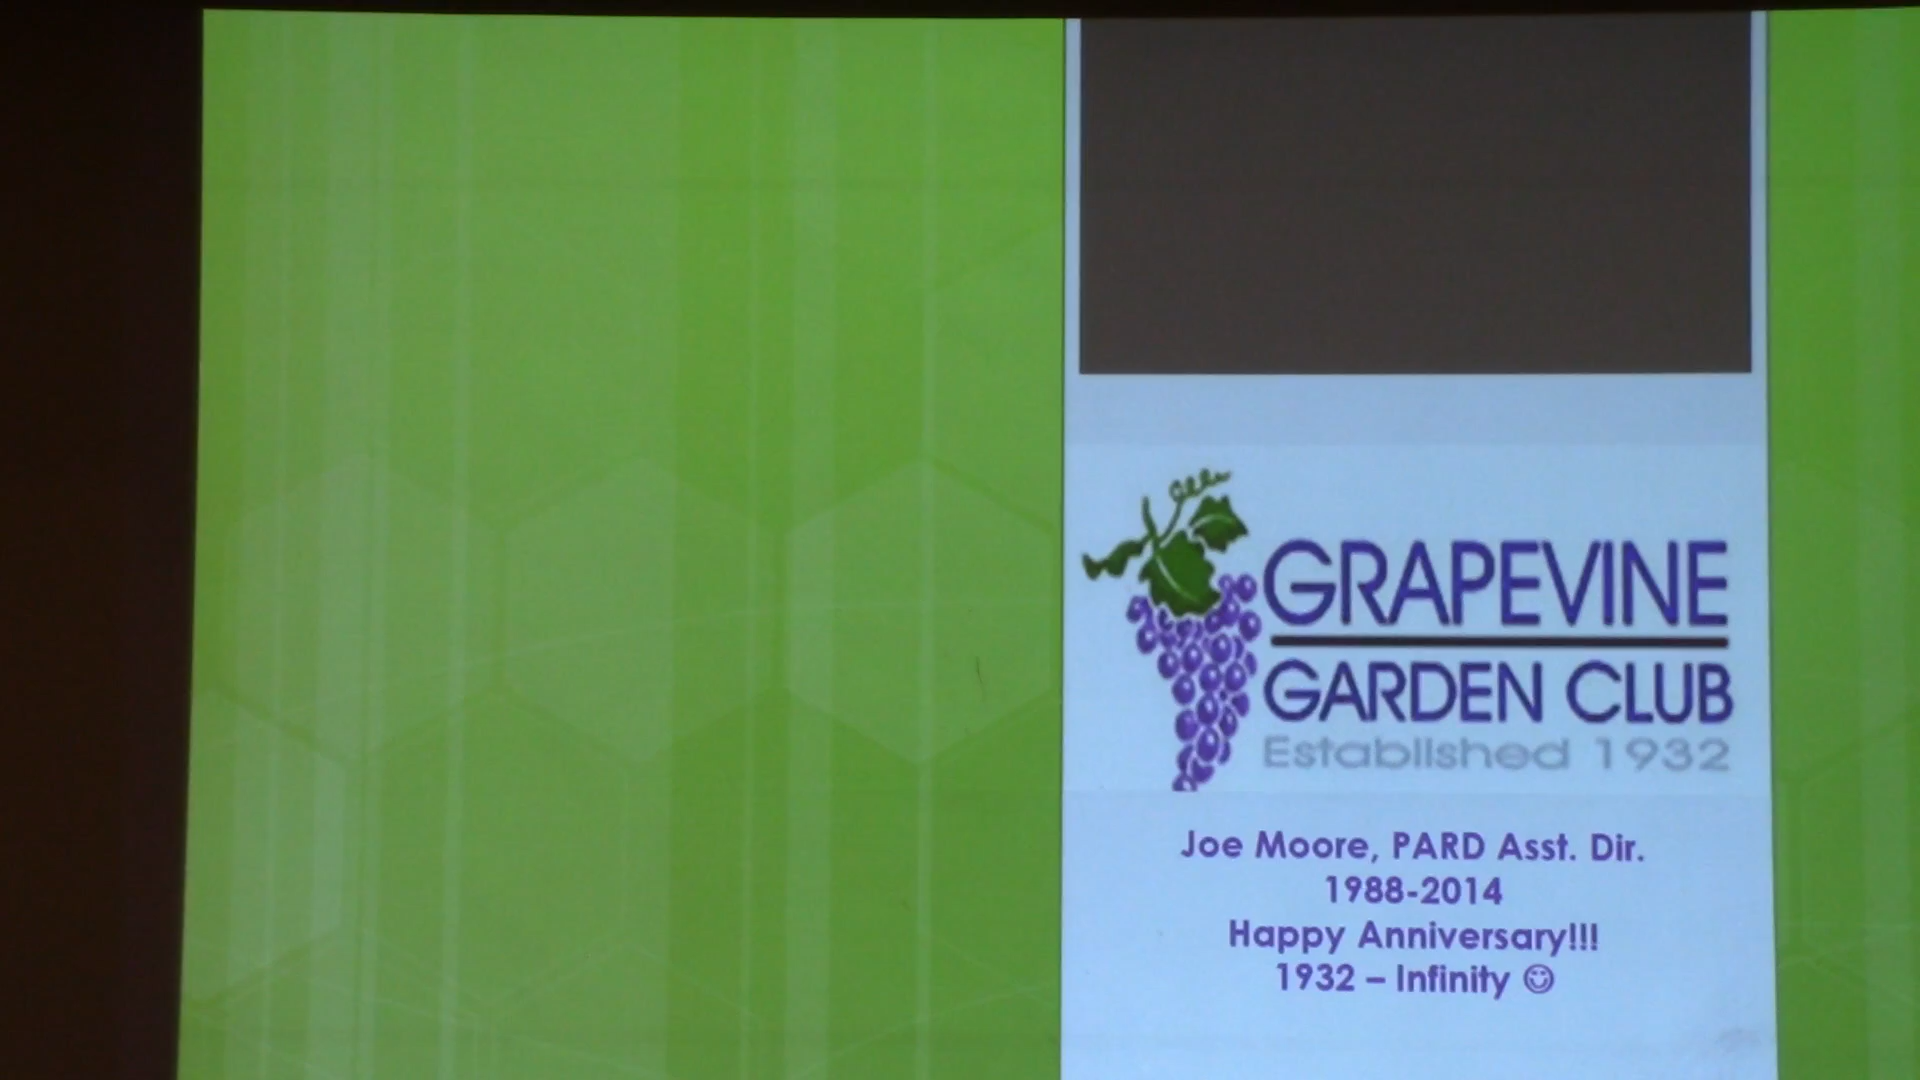 GRAPEVINE
GARDEN CLUB
Established 1932
Joe Moore, PARD Asst. Dir.
1988-2014
Happy Anniversary!!!
1932 – Infinity ☺